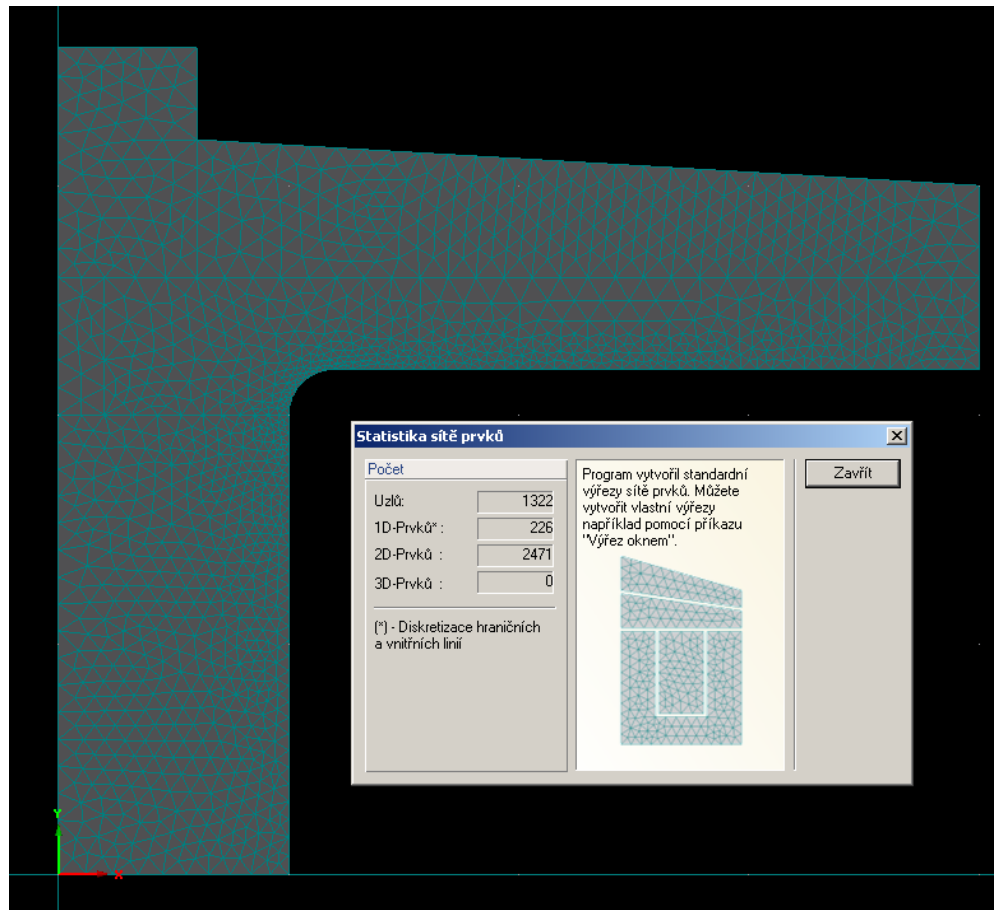 Statistika sítě prvků
Počet
Uzlů: 1322
1D-Prvků* : 226
2D-Prvků : 2471
3D-Prvků : 0
(*) - Diskretizace hraničních
a vnitřních linií
Program vytvořil standardní
výřezy sítě prvků. Můžete
vytvořit vlastní výřezy
například pomocí příkazu
"Výřez oknem".
Zavřít
Y
X